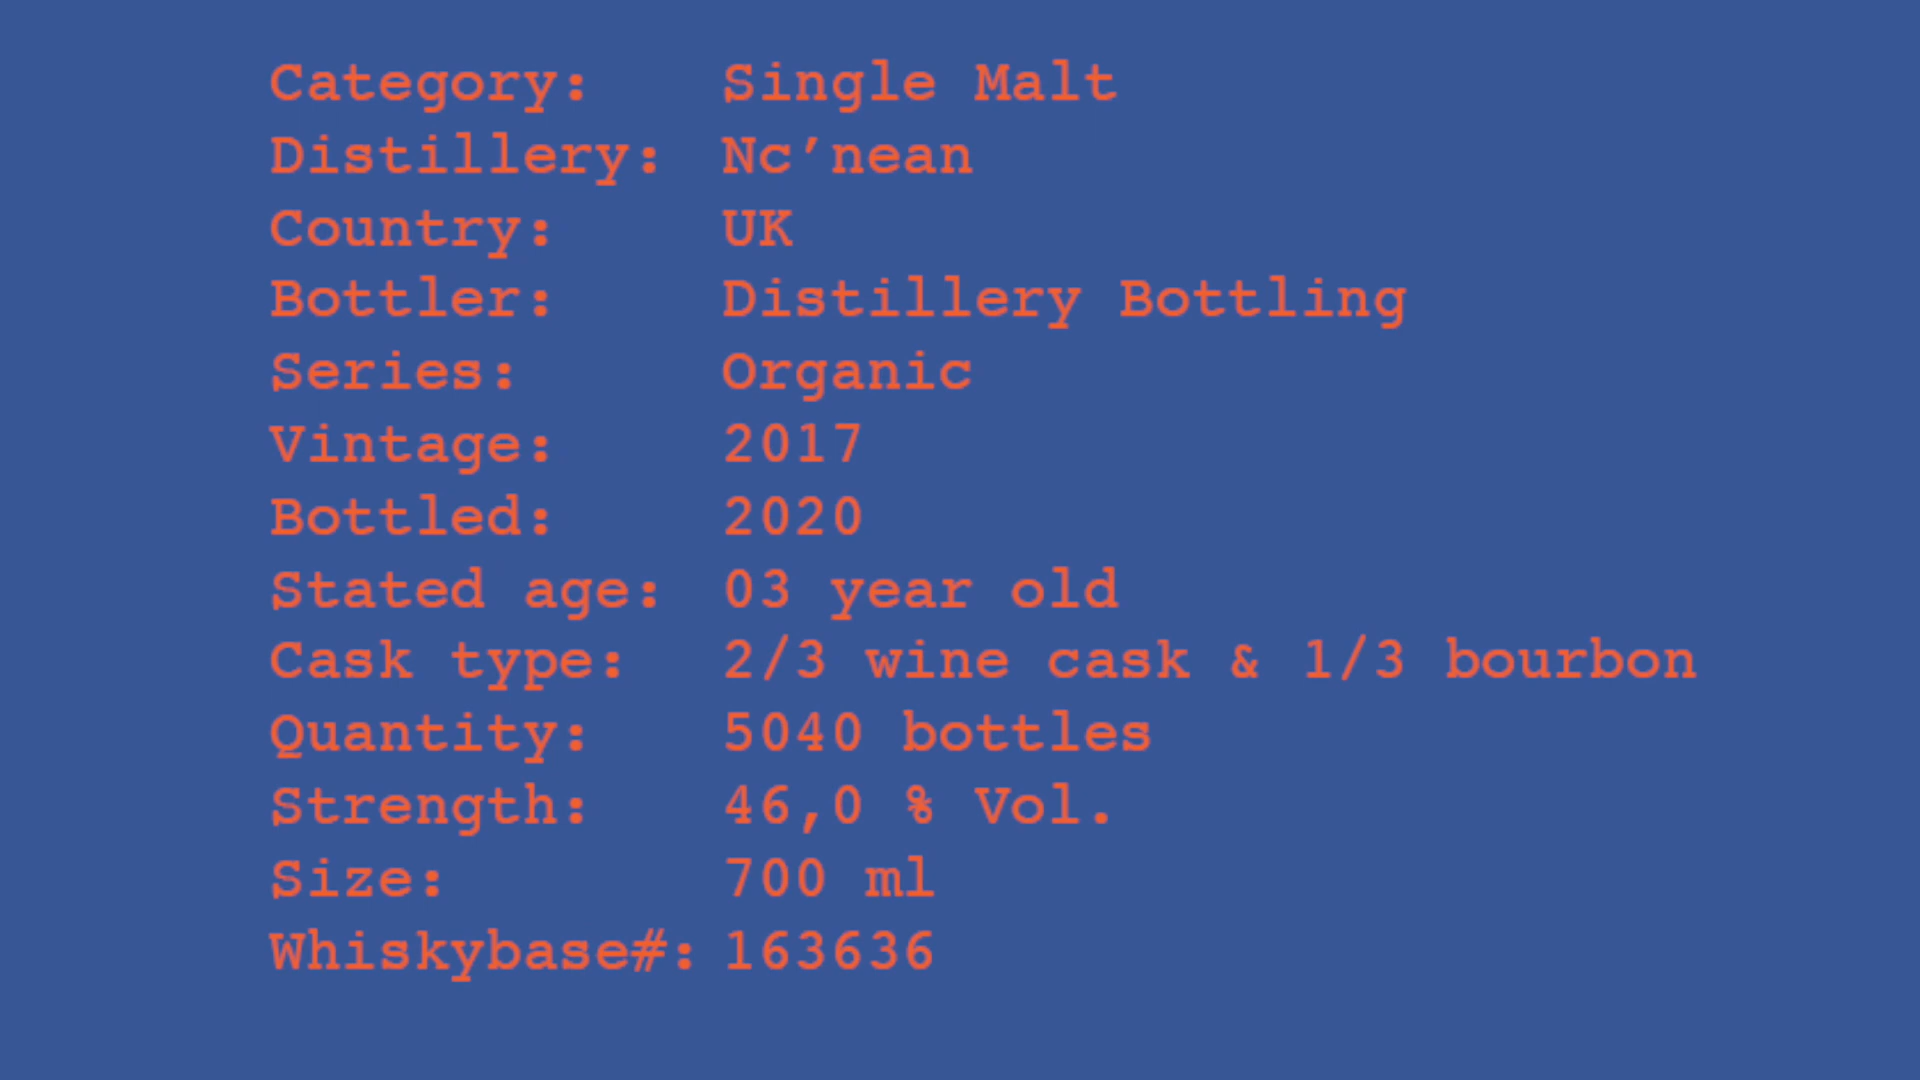 Category: Single Malt
Distillery: Nc’nean
Country: UK
Bottler: Distillery Bottling
Series: Organic
Vintage: 2017
Bottled: 2020
Stated age: 03 year old
Cask type: 2/3 wine cask & 1/3 bourbon
Quantity: 5040 bottles
Strength: 46,0 % Vol.
Size: 700 ml
Whiskybase#: 163636